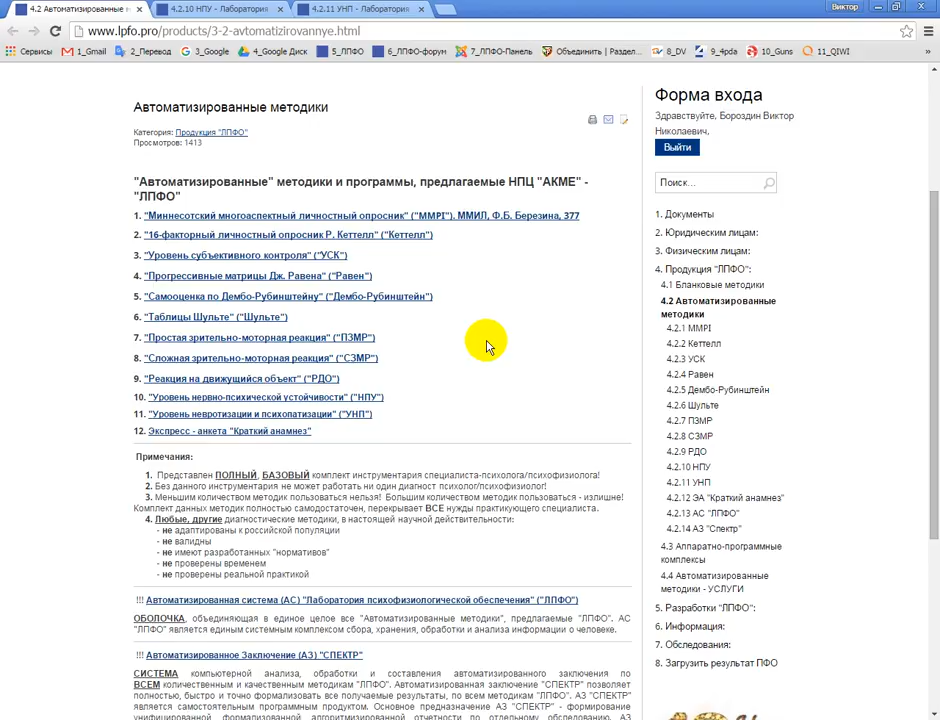 4.2 Автоматизированные м
4.2.10 НПУ - Лаборатория
4.2.11 УНП - Лаборатория
Виктор
www.lpfo.pro/products/3-2-avtomatizirovannye.html
Сервисы
1_Gmail
2_Перевод
3_Google
4_Google Диск
5_ЛПФО
6_ЛПФО-форум
7_ЛПФО-Панель
Объединить | Раздел...
8_DV
9_4pda
10_Guns
11_QIWI
»
Автоматизированные методики
Категория: Продукция "ЛПФО"
Просмотров: 1413
"Автоматизированные" методики и программы, предлагаемые НПЦ "АКМЕ" -
"ЛПФО"
1. "Миннесотский многоаспектный личностный опросник" ("MMPI"). ММИЛ, Ф.Б. Березина, 377
2. "16-факторный личностный опросник Р. Кеттелл" ("Кеттелл")
3. "Уровень субъективного контроля" ("УСК")
4. "Прогрессивные матрицы Дж. Равена" ("Равен")
5. "Самооценка по Дембо-Рубинштейну" ("Дембо-Рубинштейн")
6. "Таблицы Шульте" ("Шульте")
7. "Простая зрительно-моторная реакция" ("ПЗМР")
8. "Сложная зрительно-моторная реакция" ("СЗМР")
9. "Реакция на движущийся объект" ("РДО")
10. "Уровень нервно-психической устойчивости" ("НПУ")
11. "Уровень невротизации и психопатизации" ("УНП")
12. Экспресс - анкета "Краткий анамнез"
Примечания:
1. Представлен ПОЛНЫЙ, БАЗОВЫЙ комплект инструментария специалиста-психолога/психофизиолога!
2. Без данного инструментария не может работать ни один диагност психолог/психофизиолог!
3. Меньшим количеством методик пользоваться нельзя! Большим количеством методик пользоваться - излишне!
Комплект данных методик полностью самодостаточен, перекрывает ВСЕ нужды практикующего специалиста.
4. Любые, другие диагностические методики, в настоящей научной действительности:
- не адаптированы к российской популяции
- не валидны
- не имеют разработанных "нормативов"
- не проверены временем
- не проверены реальной практикой
!!! Автоматизированная система (АС) "Лаборатория психофизиологической обеспечения" ("ЛПФО")
ОБОЛОЧКА, объединяющая в единое целое все "Автоматизированные методики", предлагаемые "ЛПФО". АС
"ЛПФО" является единым системным комплексом сбора, хранения, обработки и анализа информации о человеке.
!!! Автоматизированное Заключение (АЗ) "СПЕКТР"
СИСТЕМА компьютерной анализа, обработки и составления автоматизированного заключения по
ВСЕМ количественным и качественным методикам "ЛПФО". Автоматизированная заключение "СПЕКТР" позволяет
полностью, быстро и точно формализовать все получаемые результаты, по всем методикам "ЛПФО". АЗ "СПЕКТР"
является самостоятельным программным продуктом. Основное предназначение АЗ "СПЕКТР" - формирование
унифицированной, формализованной, алгоритмизированной отчетности по отдельному обследованию. АЗ
Форма входа
Здравствуйте, Бороздин Виктор
Николаевич,
Выйти
Поиск...
1. Документы
2. Юридическим лицам:
3. Физическим лицам:
4. Продукция "ЛПФО":
4.1 Бланковые методики
4.2 Автоматизированные
методики
4.2.1 MMPI
4.2.2 Кеттелл
4.2.3 УСК
4.2.4 Равен
4.2.5 Дембо-Рубинштейн
4.2.6 Шульте
4.2.7 ПЗМР
4.2.8 СЗМР
4.2.9 РДО
4.2.10 НПУ
4.2.11 УНП
4.2.12 ЭА "Краткий анамнез"
4.2.13 АС "ЛПФО"
4.2.14 АЗ "Спектр"
4.3 Аппаратно-программные
комплексы
4.4 Автоматизированные
методики - УСЛУГИ
5. Разработки "ЛПФО":
6. Информация:
7. Обследования:
8. Загрузить результат ПФО